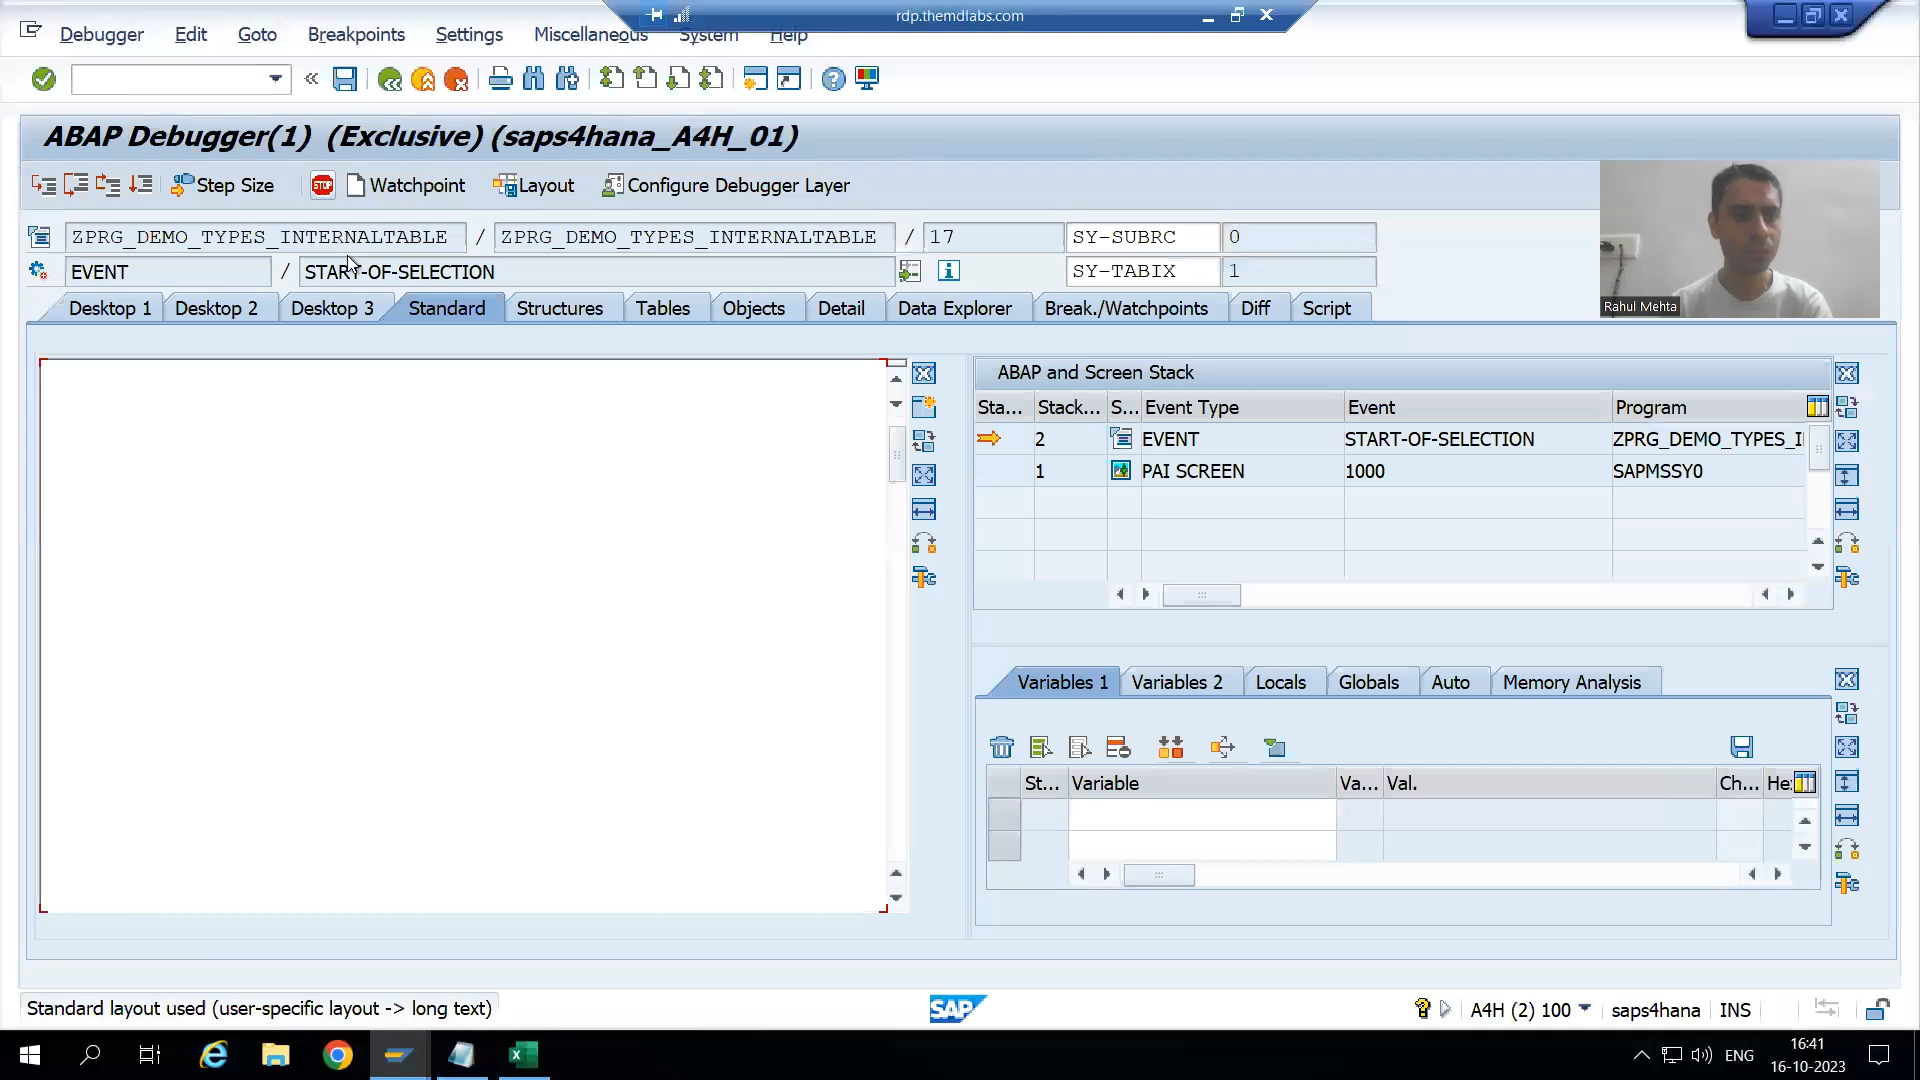 rdp.themdlabs.com
Debugger Edit Goto Breakpoints Settings Miscellaneous System Help
ABAP Debugger(1) (Exclusive) (saps4hana_A4H_01)
Step Size STOP Watchpoint Layout Configure Debugger Layer
ZPRG_DEMO_TYPES_INTERNALTABLE / ZPRG_DEMO_TYPES_INTERNALTABLE / 17 SY-SUBRC 0
EVENT / START-OF-SELECTION SY-TABIX 1
Rahul Mehta
Desktop 1 Desktop 2 Desktop 3 Standard Structures Tables Objects Detail Data Explorer Break./Watchpoints Diff Script
ABAP and Screen Stack
Sta... Stack... S... Event Type Event Program
2 EVENT START-OF-SELECTION ZPRG_DEMO_TYPES_I
1 PAI SCREEN 1000 SAPMSSY0
Variables 1 Variables 2 Locals Globals Auto Memory Analysis
St... Variable Va... Val. Ch... He
Standard layout used (user-specific layout -> long text)
SAP
A4H (2) 100 saps4hana INS
ENG
16:41
16-10-2023